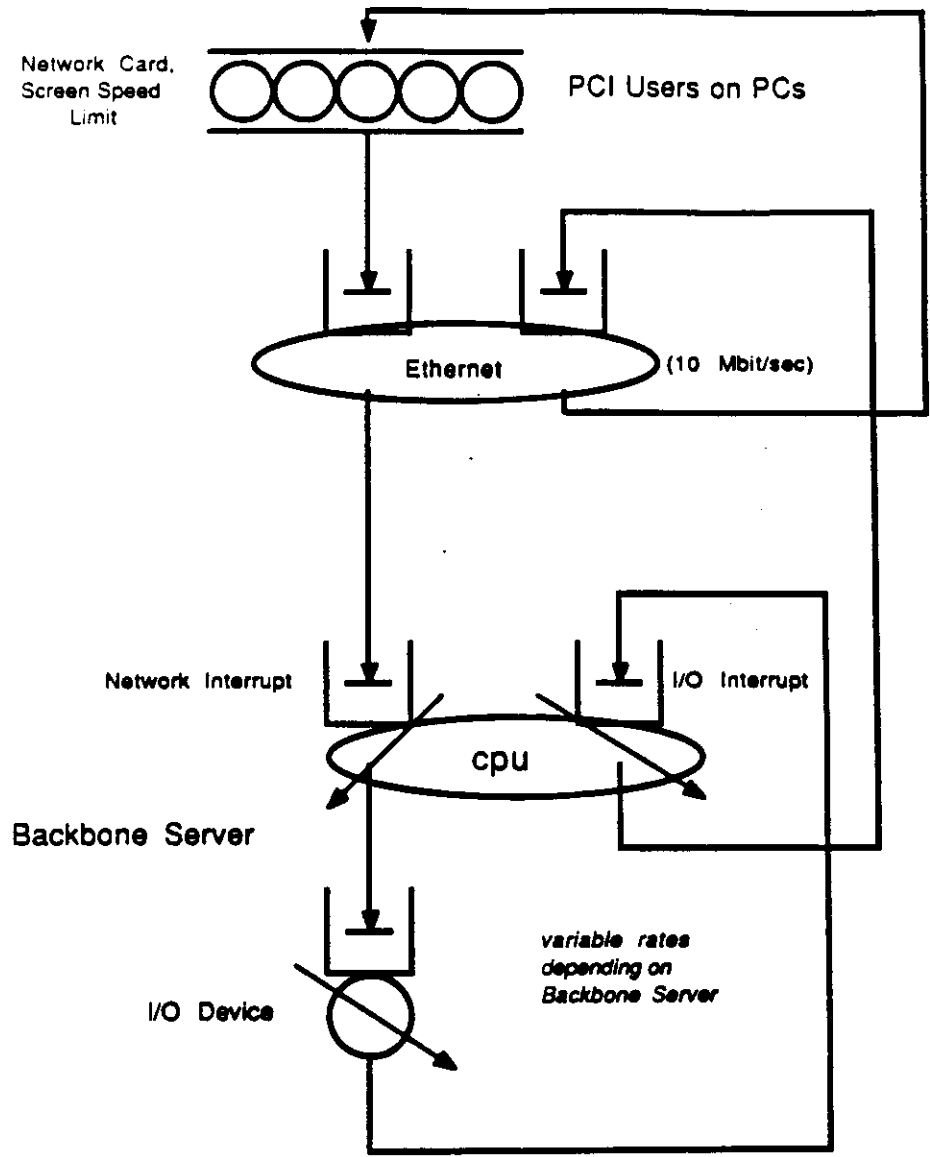 Network Card,
Screen Speed
Limit
PCI Users on PCs
Ethernet
(10 Mbit/sec)
Network Interrupt
I/O Interrupt
cpu
Backbone Server
variable rates
depending on
Backbone Server
I/O Device